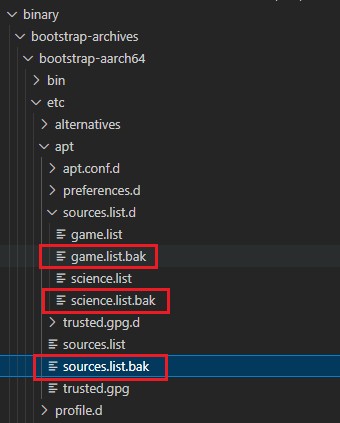 binary
bootstrap-archives
bootstrap-aarch64
bin
etc
alternatives
apt
apt.conf.d
preferences.d
sources.list.d
game.list
game.list.bak
science.list
science.list.bak
trusted.gpg.d
sources.list
sources.list.bak
trusted.gpg
profile.d